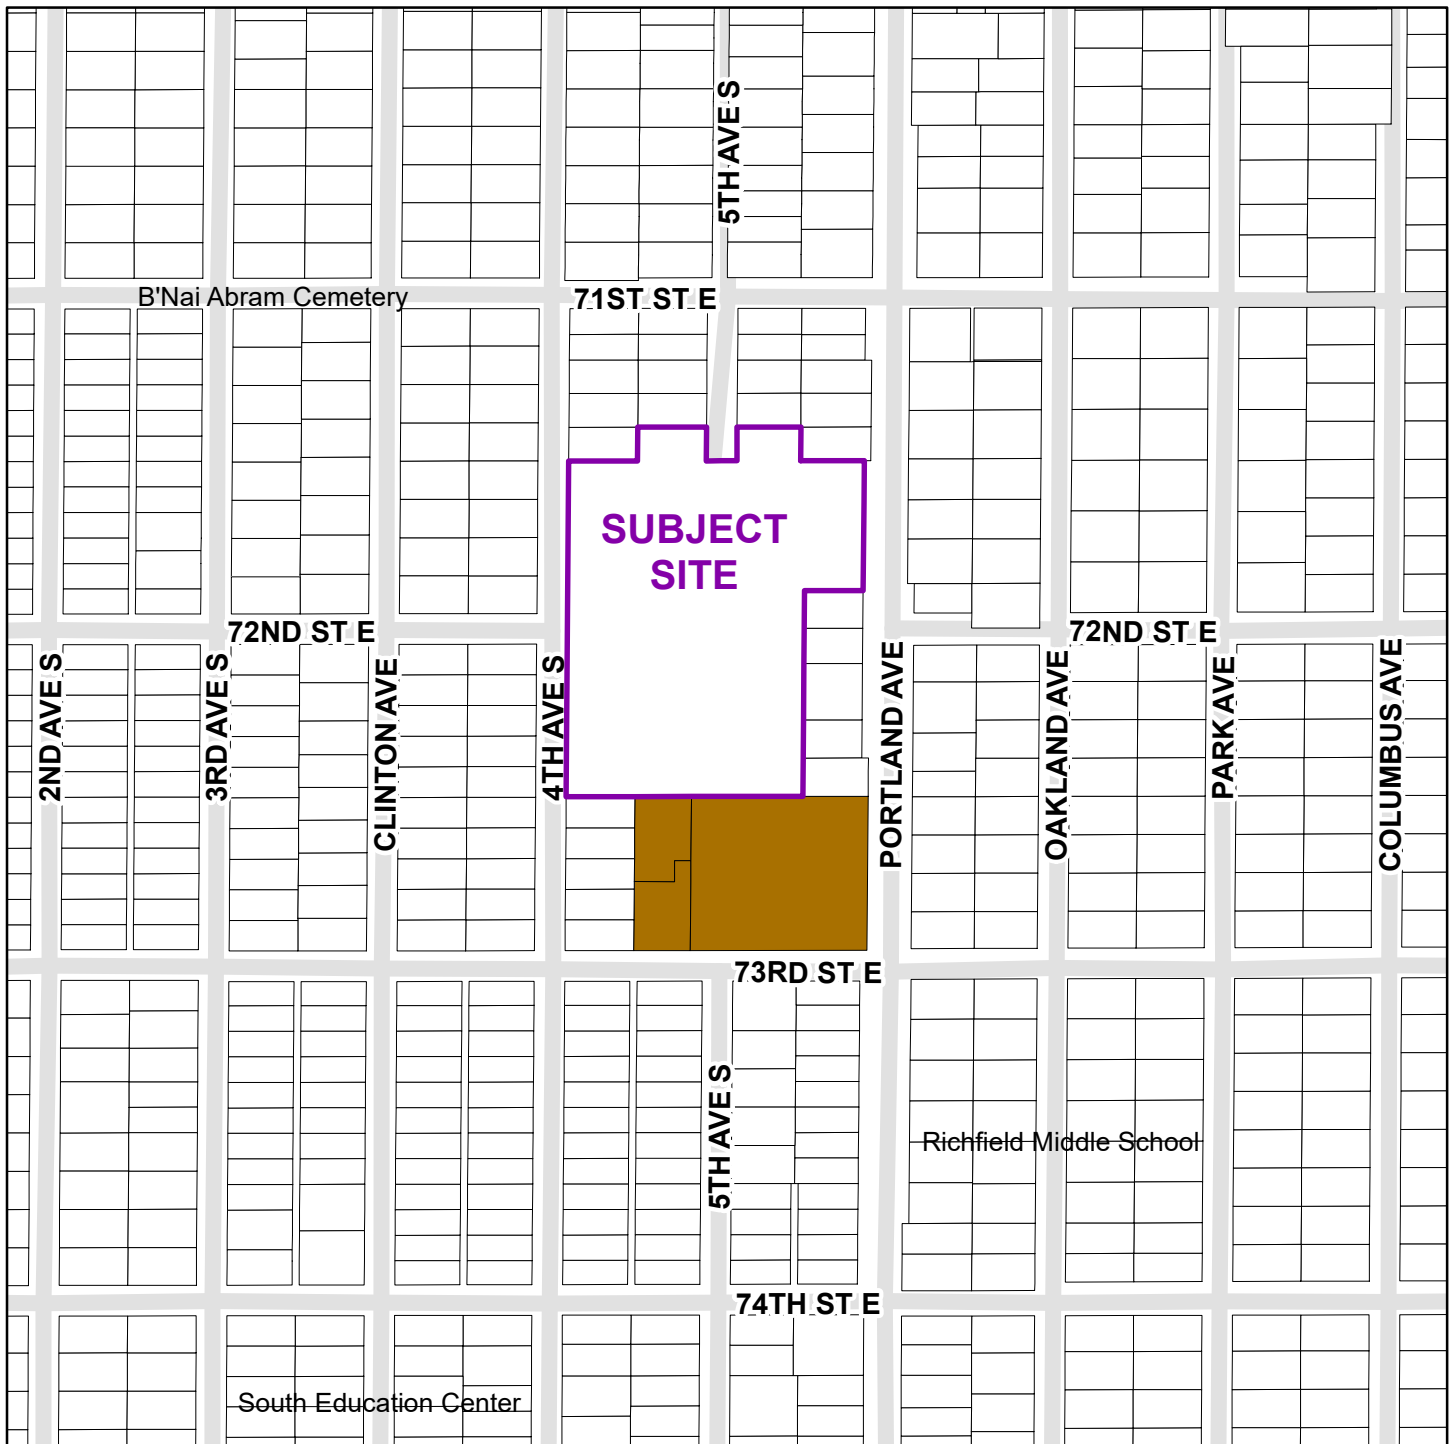 5TH AVE S
B'Nai Abram Cemetery
71ST ST E
SUBJECT
SITE
72ND ST E
72ND ST E
2ND AVE S
3RD AVE S
CLINTON AVE
4TH AVE S
PORTLAND AVE
OAKLAND AVE
PARK AVE
COLUMBUS AVE
73RD ST E
5TH AVE S
Richfield Middle School
74TH ST E
South Education Center